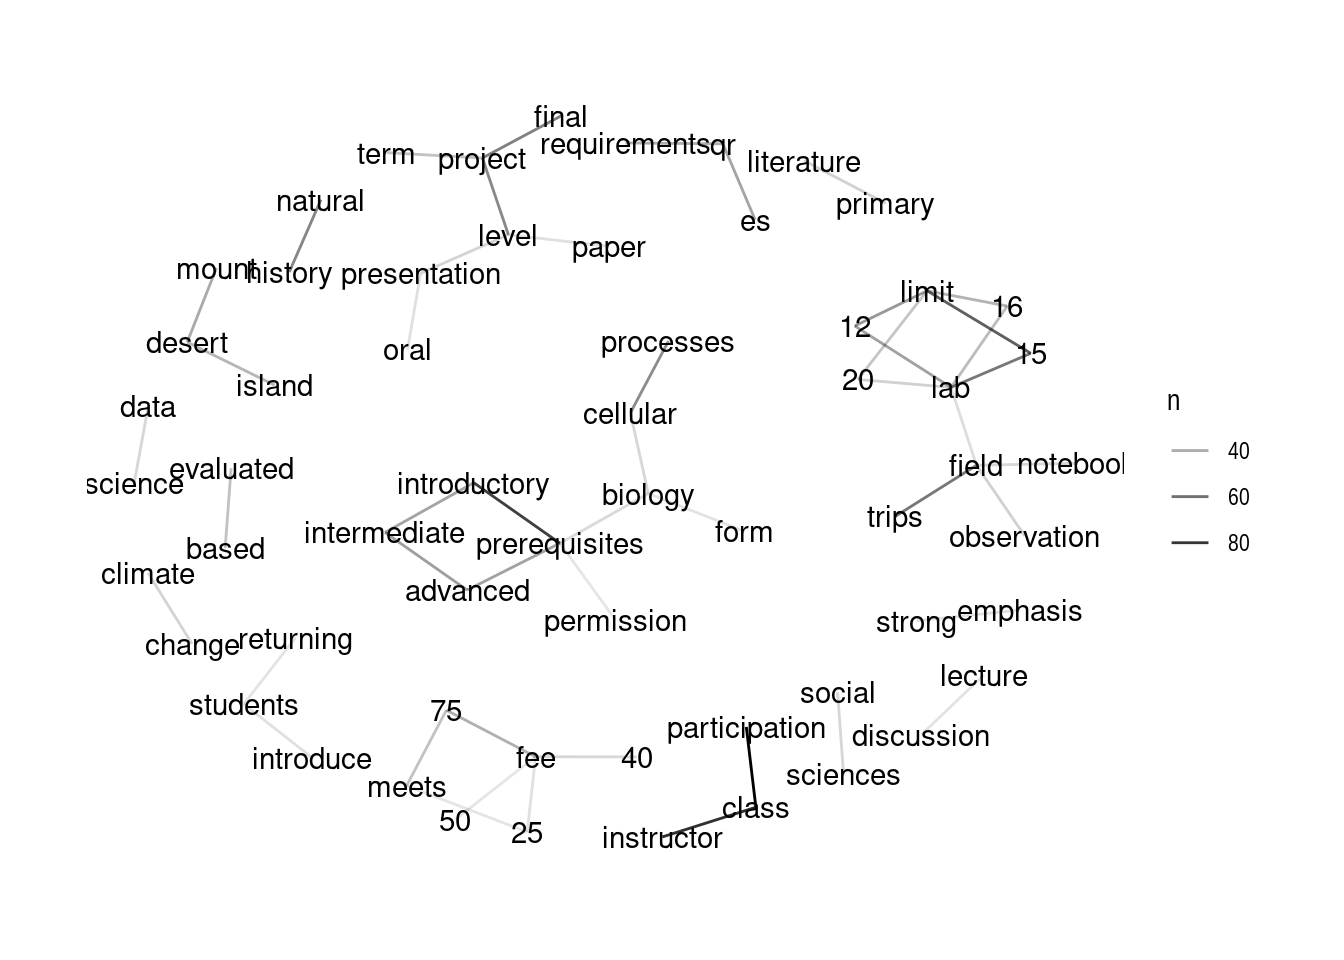 final
requirements
qr
term
project
literature
natural
primary
es
level
paper
mount
history
presentation
limit
16
12
desert
oral
processes
15
20
lab
island
data
cellular
n
40
60
80
evaluated
science
introductory
biology
field
noteboo
trips
intermediate
prerequisites
form
observation
based
climate
advanced
permission
strong
emphasis
change
returning
lecture
social
students
75
participation
discussion
introduce
fee
40
sciences
meets
50
25
class
instructor